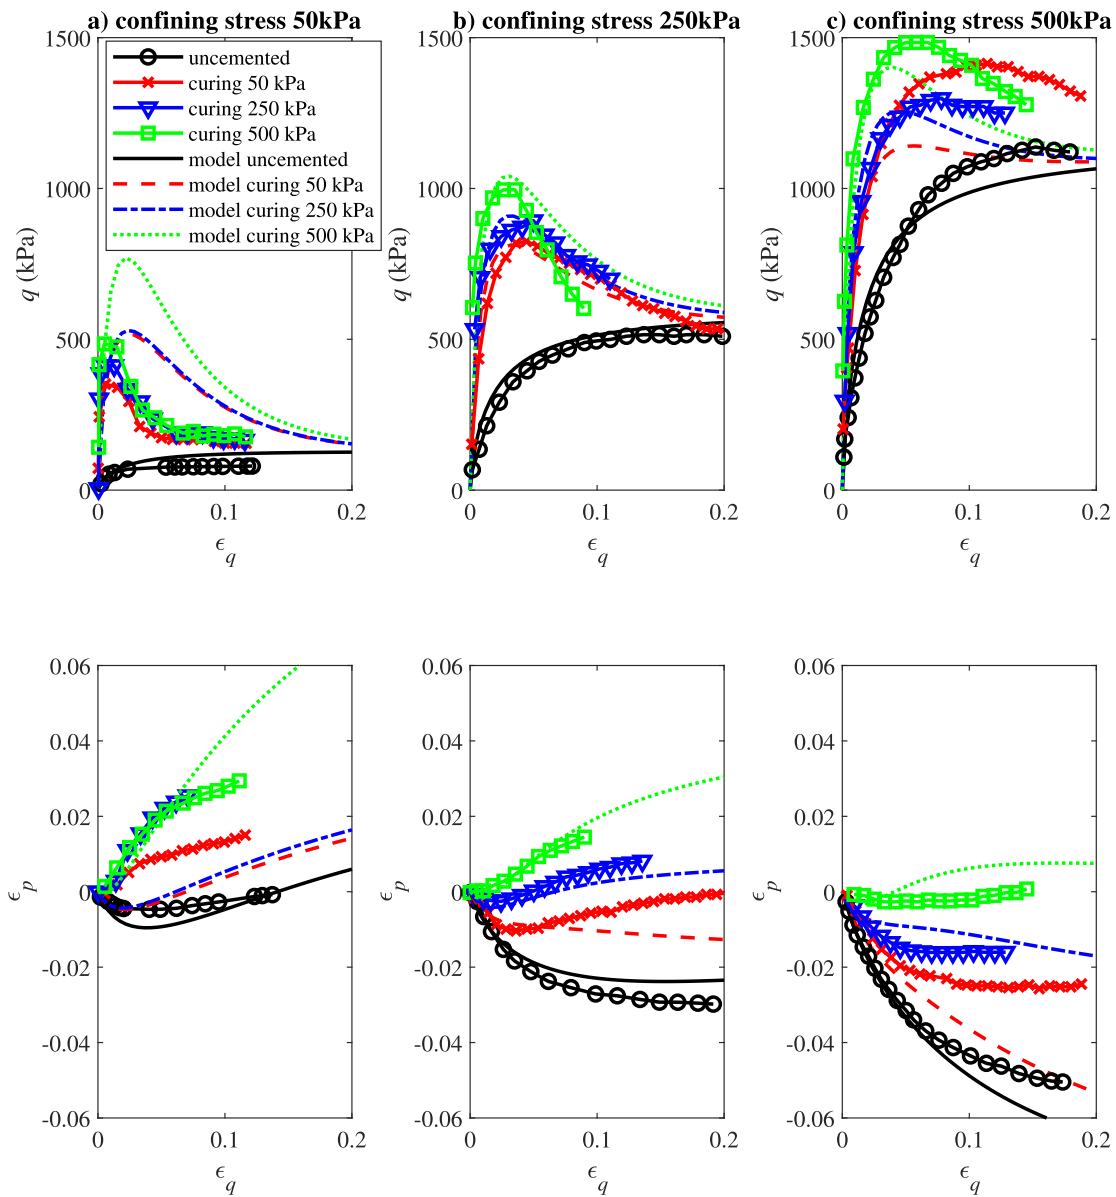 a) confining stress 50kPa
b) confining stress 250kPa
c) confining stress 500kPa
uncemented
curing 50 kPa
curing 250 kPa
curing 500 kPa
model uncemented
model curing 50 kPa
model curing 250 kPa
model curing 500 kPa
q (kPa)
1500
1000
500
0
0 0.1 0.2
ϵq
q (kPa)
1500
1000
500
0
0 0.1 0.2
ϵq
q (kPa)
1500
1000
500
0
0 0.1 0.2
ϵq
ϵp
0.06
0.04
0.02
0
-0.02
-0.04
-0.06
0 0.1 0.2
ϵq
ϵp
0.06
0.04
0.02
0
-0.02
-0.04
-0.06
0 0.1 0.2
ϵq
ϵp
0.06
0.04
0.02
0
-0.02
-0.04
-0.06
0 0.1 0.2
ϵq